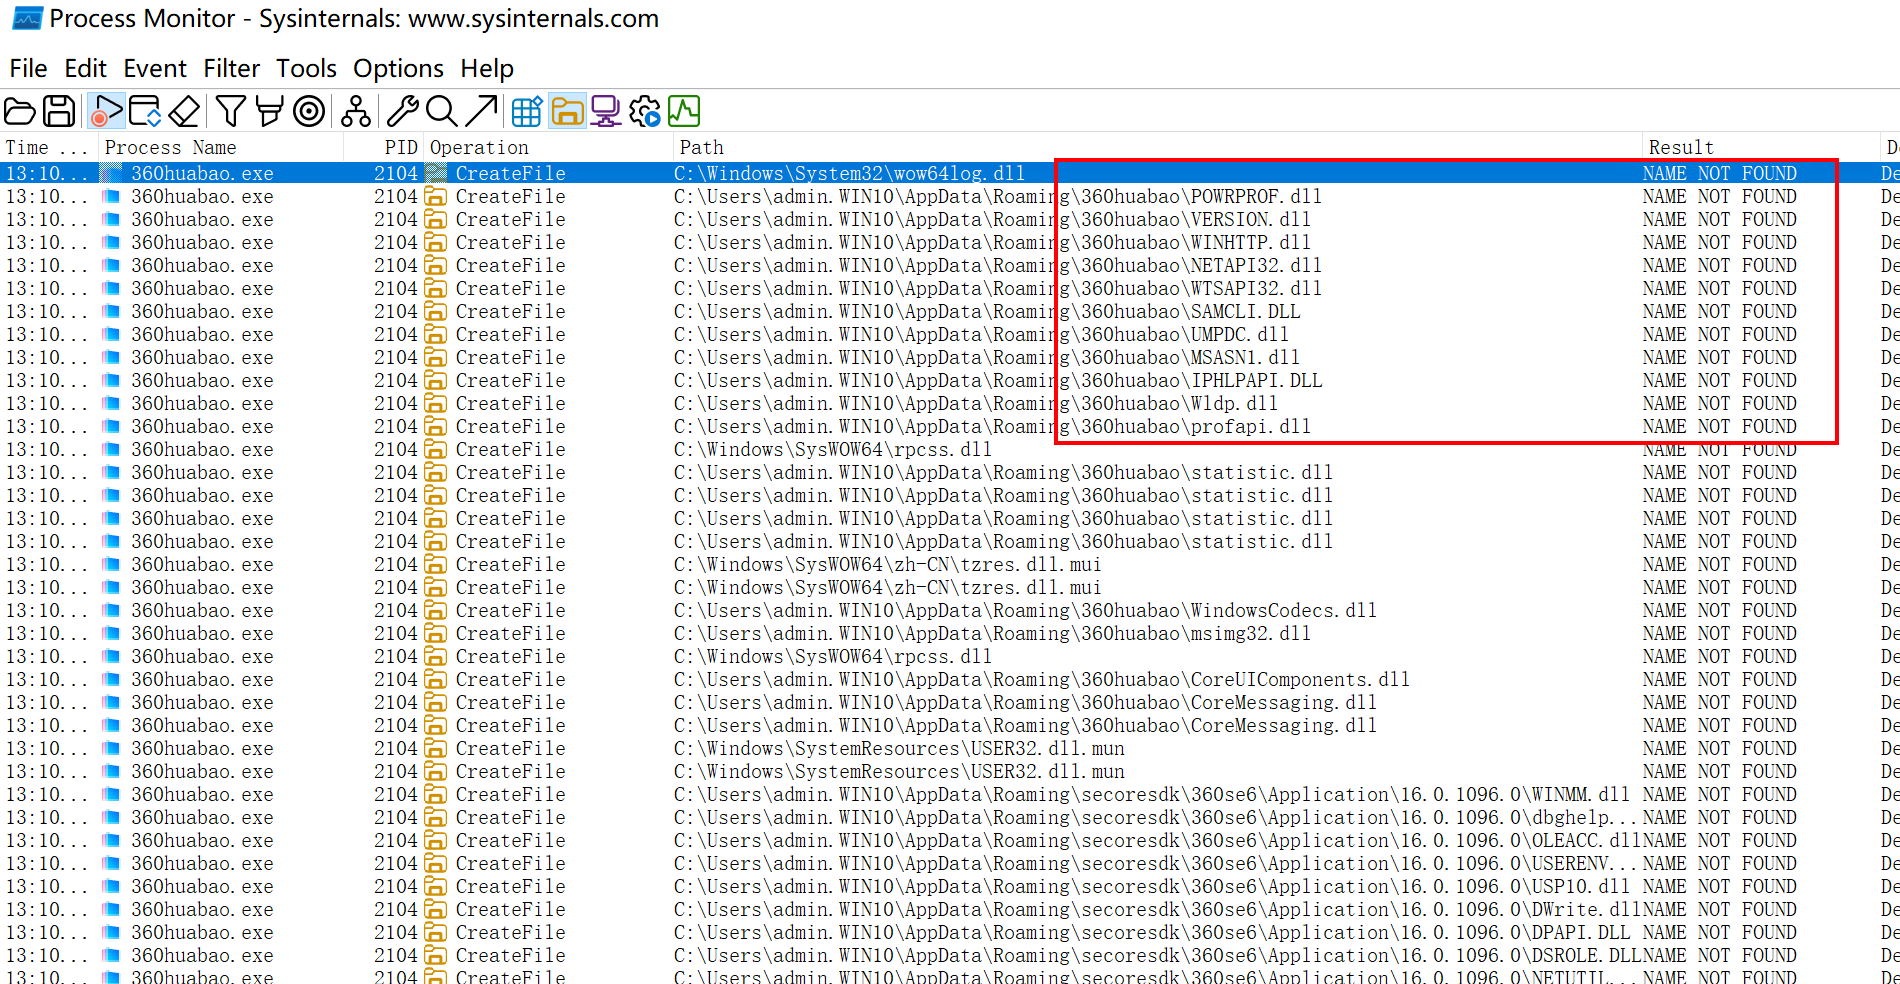 Process Monitor - Sysinternals: www.sysinternals.com
File Edit Event Filter Tools Options Help
Time ... Process Name PID Operation Path Result De
13:10... 360huabao.exe 2104 CreateFile C:\Windows\System32\wow64log.dll NAME NOT FOUND De
13:10... 360huabao.exe 2104 CreateFile C:\Users\admin.WIN10\AppData\Roaming\360huabao\POWRPROF.dll NAME NOT FOUND De
13:10... 360huabao.exe 2104 CreateFile C:\Users\admin.WIN10\AppData\Roaming\360huabao\VERSION.dll NAME NOT FOUND De
13:10... 360huabao.exe 2104 CreateFile C:\Users\admin.WIN10\AppData\Roaming\360huabao\WINHTTP.dll NAME NOT FOUND De
13:10... 360huabao.exe 2104 CreateFile C:\Users\admin.WIN10\AppData\Roaming\360huabao\NETAPI32.dll NAME NOT FOUND De
13:10... 360huabao.exe 2104 CreateFile C:\Users\admin.WIN10\AppData\Roaming\360huabao\WTSAPI32.dll NAME NOT FOUND De
13:10... 360huabao.exe 2104 CreateFile C:\Users\admin.WIN10\AppData\Roaming\360huabao\SAMCLI.DLL NAME NOT FOUND De
13:10... 360huabao.exe 2104 CreateFile C:\Users\admin.WIN10\AppData\Roaming\360huabao\UMPDC.dll NAME NOT FOUND De
13:10... 360huabao.exe 2104 CreateFile C:\Users\admin.WIN10\AppData\Roaming\360huabao\MSASN1.dll NAME NOT FOUND De
13:10... 360huabao.exe 2104 CreateFile C:\Users\admin.WIN10\AppData\Roaming\360huabao\IPHLPAPI.DLL NAME NOT FOUND De
13:10... 360huabao.exe 2104 CreateFile C:\Users\admin.WIN10\AppData\Roaming\360huabao\Wldp.dll NAME NOT FOUND De
13:10... 360huabao.exe 2104 CreateFile C:\Users\admin.WIN10\AppData\Roaming\360huabao\profapi.dll NAME NOT FOUND De
13:10... 360huabao.exe 2104 CreateFile C:\Windows\SysWOW64\rpcss.dll NAME NOT FOUND De
13:10... 360huabao.exe 2104 CreateFile C:\Users\admin.WIN10\AppData\Roaming\360huabao\statistic.dll NAME NOT FOUND De
13:10... 360huabao.exe 2104 CreateFile C:\Users\admin.WIN10\AppData\Roaming\360huabao\statistic.dll NAME NOT FOUND De
13:10... 360huabao.exe 2104 CreateFile C:\Users\admin.WIN10\AppData\Roaming\360huabao\statistic.dll NAME NOT FOUND De
13:10... 360huabao.exe 2104 CreateFile C:\Users\admin.WIN10\AppData\Roaming\360huabao\statistic.dll NAME NOT FOUND De
13:10... 360huabao.exe 2104 CreateFile C:\Windows\SysWOW64\zh-CN\tzres.dll.mui NAME NOT FOUND De
13:10... 360huabao.exe 2104 CreateFile C:\Windows\SysWOW64\zh-CN\tzres.dll.mui NAME NOT FOUND De
13:10... 360huabao.exe 2104 CreateFile C:\Users\admin.WIN10\AppData\Roaming\360huabao\WindowsCodecs.dll NAME NOT FOUND De
13:10... 360huabao.exe 2104 CreateFile C:\Users\admin.WIN10\AppData\Roaming\360huabao\msimg32.dll NAME NOT FOUND De
13:10... 360huabao.exe 2104 CreateFile C:\Windows\SysWOW64\rpcss.dll NAME NOT FOUND De
13:10... 360huabao.exe 2104 CreateFile C:\Users\admin.WIN10\AppData\Roaming\360huabao\CoreUIComponents.dll NAME NOT FOUND De
13:10... 360huabao.exe 2104 CreateFile C:\Users\admin.WIN10\AppData\Roaming\360huabao\CoreMessaging.dll NAME NOT FOUND De
13:10... 360huabao.exe 2104 CreateFile C:\Users\admin.WIN10\AppData\Roaming\360huabao\CoreMessaging.dll NAME NOT FOUND De
13:10... 360huabao.exe 2104 CreateFile C:\Windows\SystemResources\USER32.dll.mun NAME NOT FOUND De
13:10... 360huabao.exe 2104 CreateFile C:\Windows\SystemResources\USER32.dll.mun NAME NOT FOUND De
13:10... 360huabao.exe 2104 CreateFile C:\Users\admin.WIN10\AppData\Roaming\secoresdk\360se6\Application\16.0.1096.0\WINMM.dll NAME NOT FOUND De
13:10... 360huabao.exe 2104 CreateFile C:\Users\admin.WIN10\AppData\Roaming\secoresdk\360se6\Application\16.0.1096.0\dbghelp... NAME NOT FOUND De
13:10... 360huabao.exe 2104 CreateFile C:\Users\admin.WIN10\AppData\Roaming\secoresdk\360se6\Application\16.0.1096.0\OLEACC.dll NAME NOT FOUND De
13:10... 360huabao.exe 2104 CreateFile C:\Users\admin.WIN10\AppData\Roaming\secoresdk\360se6\Application\16.0.1096.0\USERENV... NAME NOT FOUND De
13:10... 360huabao.exe 2104 CreateFile C:\Users\admin.WIN10\AppData\Roaming\secoresdk\360se6\Application\16.0.1096.0\USP10.dll NAME NOT FOUND De
13:10... 360huabao.exe 2104 CreateFile C:\Users\admin.WIN10\AppData\Roaming\secoresdk\360se6\Application\16.0.1096.0\DWrite.dll NAME NOT FOUND De
13:10... 360huabao.exe 2104 CreateFile C:\Users\admin.WIN10\AppData\Roaming\secoresdk\360se6\Application\16.0.1096.0\DPAPI.DLL NAME NOT FOUND De
13:10... 360huabao.exe 2104 CreateFile C:\Users\admin.WIN10\AppData\Roaming\secoresdk\360se6\Application\16.0.1096.0\DSROLE.DLL NAME NOT FOUND De
13:10... 360huabao.exe 2104 CreateFile C:\Users\admin.WIN10\AppData\Roaming\secoresdk\360se6\Application\16.0.1096.0\NETUTIL... NAME NOT FOUND De